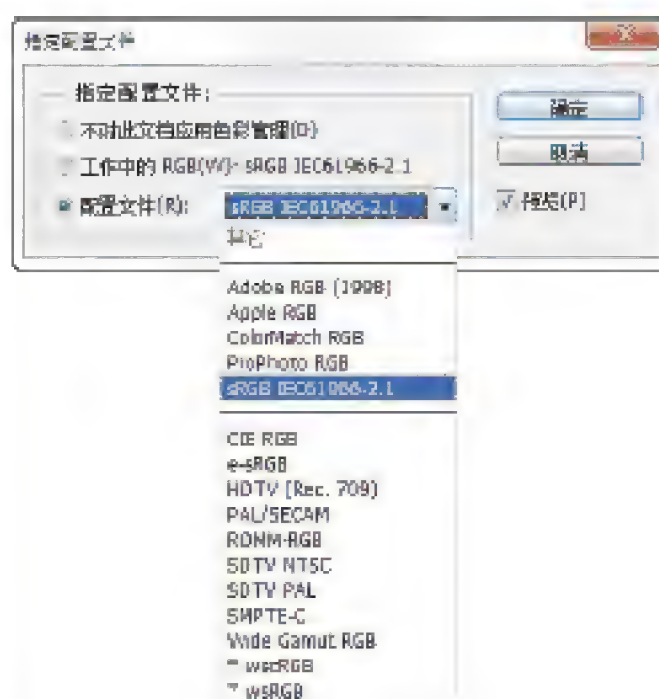 指定配置文件
指定配置文件:
不对此文档应用色彩管理(D)
工作中的 RGB(W): sRGB IEC61966-2.1
配置文件(R): sRGB IEC61966-2.1
确定
取消
预览(P)
其它
Adobe RGB (1998)
Apple RGB
ColorMatch RGB
ProPhoto RGB
sRGB IEC61966-2.1
CIE RGB
e-sRGB
HDTV (Rec. 709)
PAL/SECAM
ROMM-RGB
SDTV NTSC
SDTV PAL
SMPTE-C
Wide Gamut RGB
* wscRGB
* wsRGB